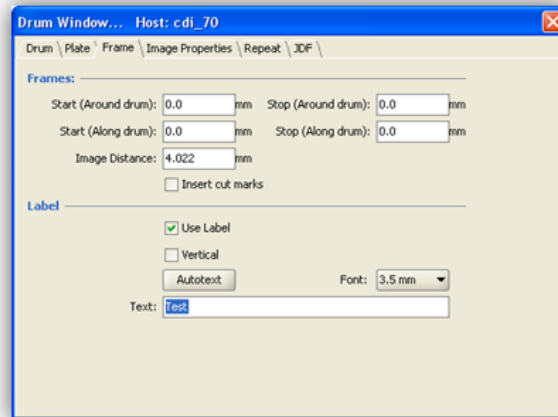 Drum Window... Host: cdi_70
Drum Plate Frame Image Properties Repeat JDF
Frames:
Start (Around drum): 0.0 mm Stop (Around drum): 0.0 mm
Start (Along drum): 0.0 mm Stop (Along drum): 0.0 mm
Image Distance: 4.022 mm
Insert cut marks
Label
Use Label
Vertical
Autotext Font: 3.5 mm
Text: Test